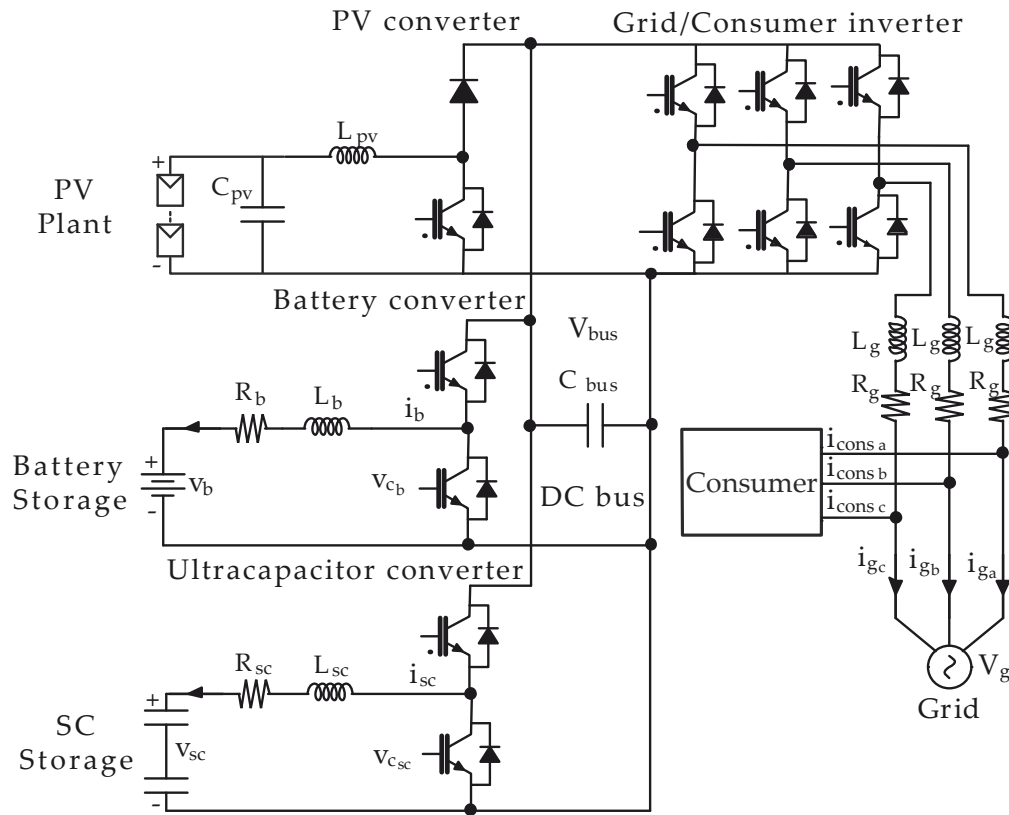 PV converter
Grid/Consumer inverter
L_pv
+
PV
Plant
C_pv
-
Battery converter
V_bus
C_bus
L_g
L_g
L_g
R_g
R_g
R_g
R_b
L_b
i_b
+
Battery
Storage
v_b
v_c_b
-
DC bus
Consumer
i_cons a
i_cons b
i_cons c
Ultracapacitor converter
i_g_c
i_g_b
i_g_a
R_sc
L_sc
i_sc
V_g
Grid
+
SC
Storage
v_sc
v_c_sc
-